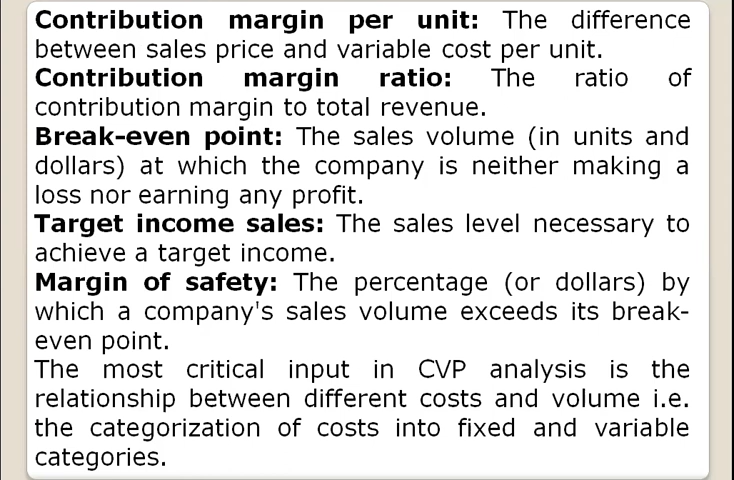 Contribution margin per unit: The difference
between sales price and variable cost per unit.
Contribution margin ratio: The ratio of
contribution margin to total revenue.
Break-even point: The sales volume (in units and
dollars) at which the company is neither making a
loss nor earning any profit.
Target income sales: The sales level necessary to
achieve a target income.
Margin of safety: The percentage (or dollars) by
which a company's sales volume exceeds its break-
even point.
The most critical input in CVP analysis is the
relationship between different costs and volume i.e.
the categorization of costs into fixed and variable
categories.